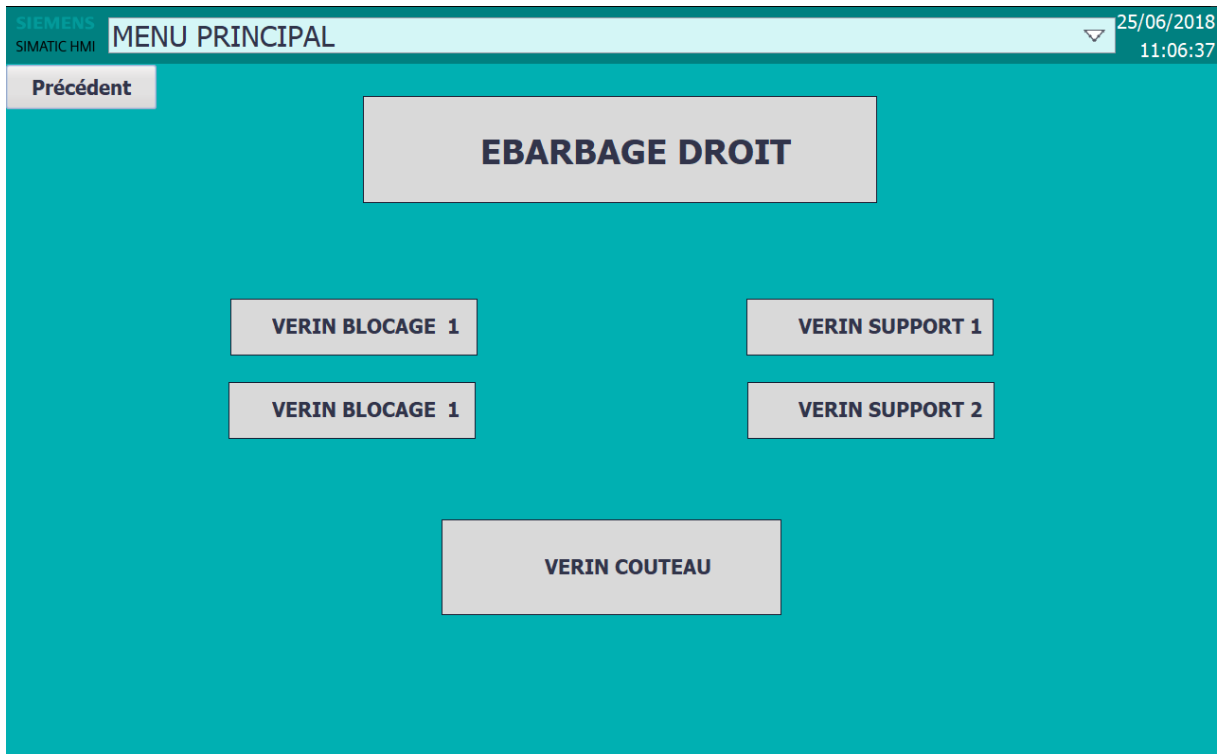 SIEMENS
SIMATIC HMI
MENU PRINCIPAL
25/06/2018
11:06:37
Précédent
EBARBAGE DROIT
VERIN BLOCAGE 1
VERIN SUPPORT 1
VERIN BLOCAGE 1
VERIN SUPPORT 2
VERIN COUTEAU